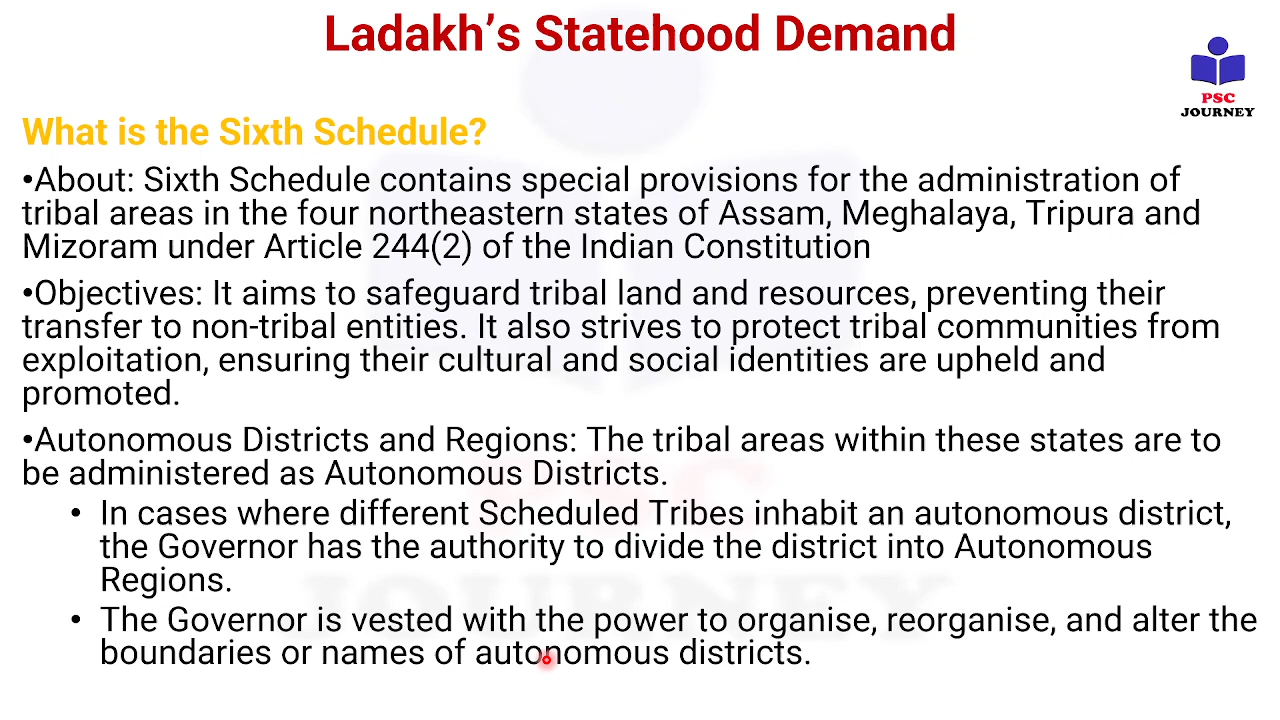 Ladakh's Statehood Demand
PSC
JOURNEY
What is the Sixth Schedule?
•About: Sixth Schedule contains special provisions for the administration of
tribal areas in the four northeastern states of Assam, Meghalaya, Tripura and
Mizoram under Article 244(2) of the Indian Constitution
•Objectives: It aims to safeguard tribal land and resources, preventing their
transfer to non-tribal entities. It also strives to protect tribal communities from
exploitation, ensuring their cultural and social identities are upheld and
promoted.
•Autonomous Districts and Regions: The tribal areas within these states are to
be administered as Autonomous Districts.
• In cases where different Scheduled Tribes inhabit an autonomous district,
the Governor has the authority to divide the district into Autonomous
Regions.
• The Governor is vested with the power to organise, reorganise, and alter the
boundaries or names of autonomous districts.
PSC
JOURNEY